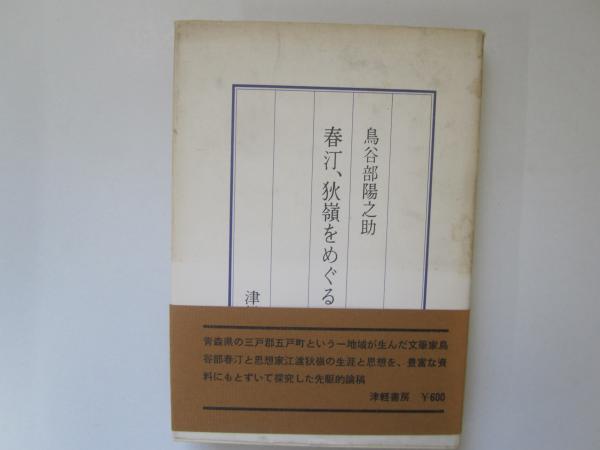 鳥谷部陽之助
春汀、狄嶺をめぐる
津
青森県の三戸郡五戸町という一地域が生んだ文筆家鳥
谷部春汀と思想家江渡狄嶺の生涯と思想を、豊富な資
料にもとずいて探究した先駆的論稿
津軽書房 ￥600